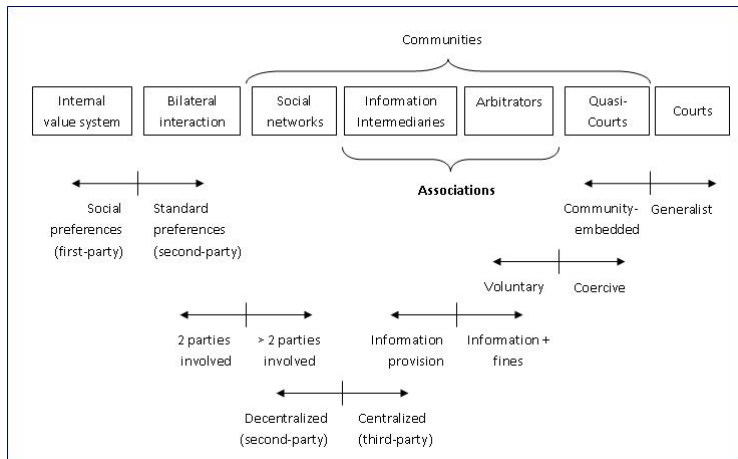 Communities
Internal
value system
Bilateral
interaction
Social
networks
Information
Intermediaries
Arbitrators
Quasi-
Courts
Courts
Associations
Social
preferences
(first-party)
Standard
preferences
(second-party)
Community-
embedded
Generalist
Voluntary
Coercive
2 parties
involved
> 2 parties
involved
Information
provision
Information +
fines
Decentralized
(second-party)
Centralized
(third-party)